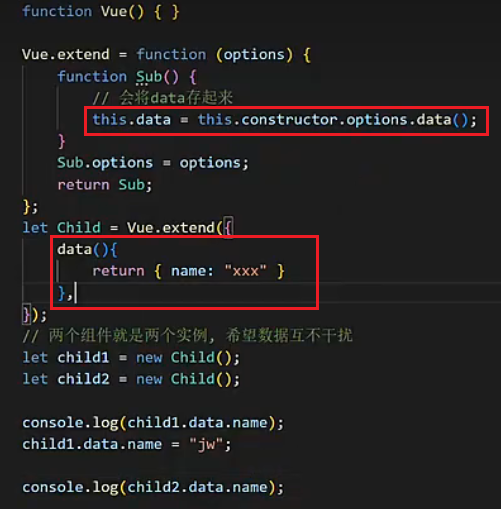 function Vue() { }
Vue.extend = function (options) {
function Sub() {
// 会将data存起来
this.data = this.constructor.options.data();
}
Sub.options = options;
return Sub;
};
let Child = Vue.extend({
data(){
return { name: "xxx" }
},
});
// 两个组件就是两个实例, 希望数据互不干扰
let child1 = new Child();
let child2 = new Child();
console.log(child1.data.name);
child1.data.name = "jw";
console.log(child2.data.name);